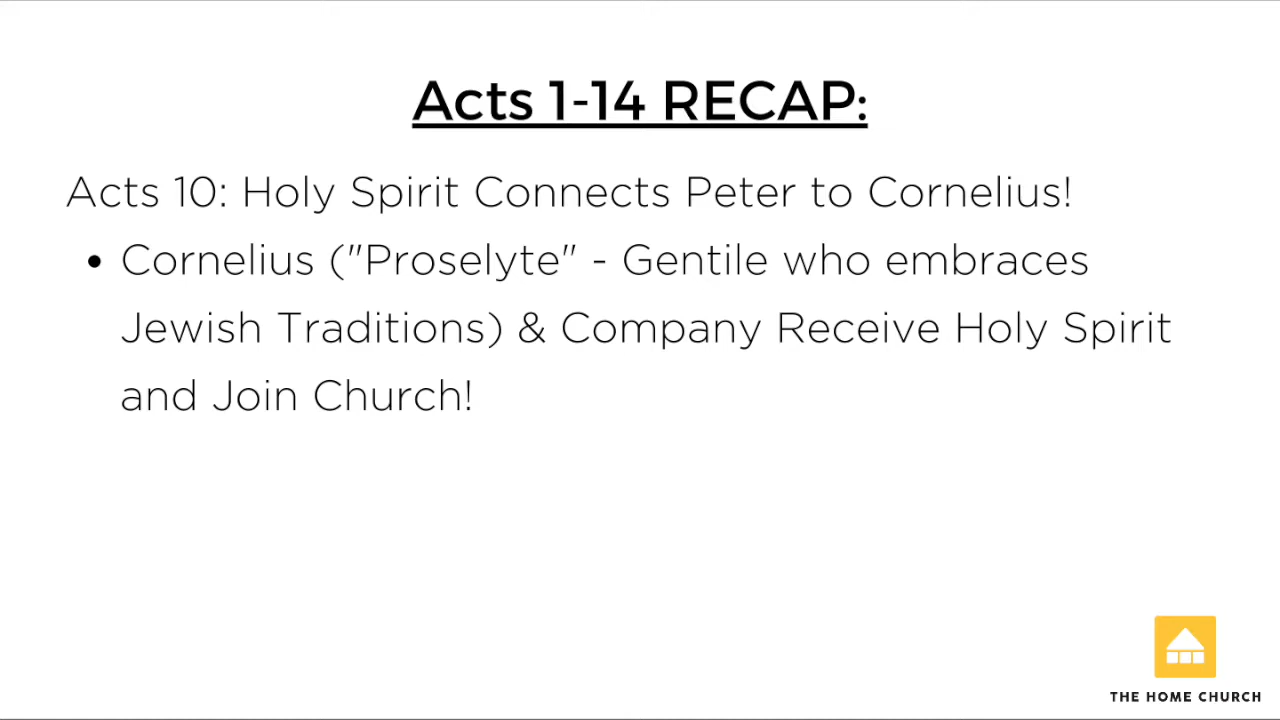 Acts 1-14 RECAP:
Acts 10: Holy Spirit Connects Peter to Cornelius!
• Cornelius ("Proselyte" - Gentile who embraces
Jewish Traditions) & Company Receive Holy Spirit
and Join Church!
THE HOME CHURCH